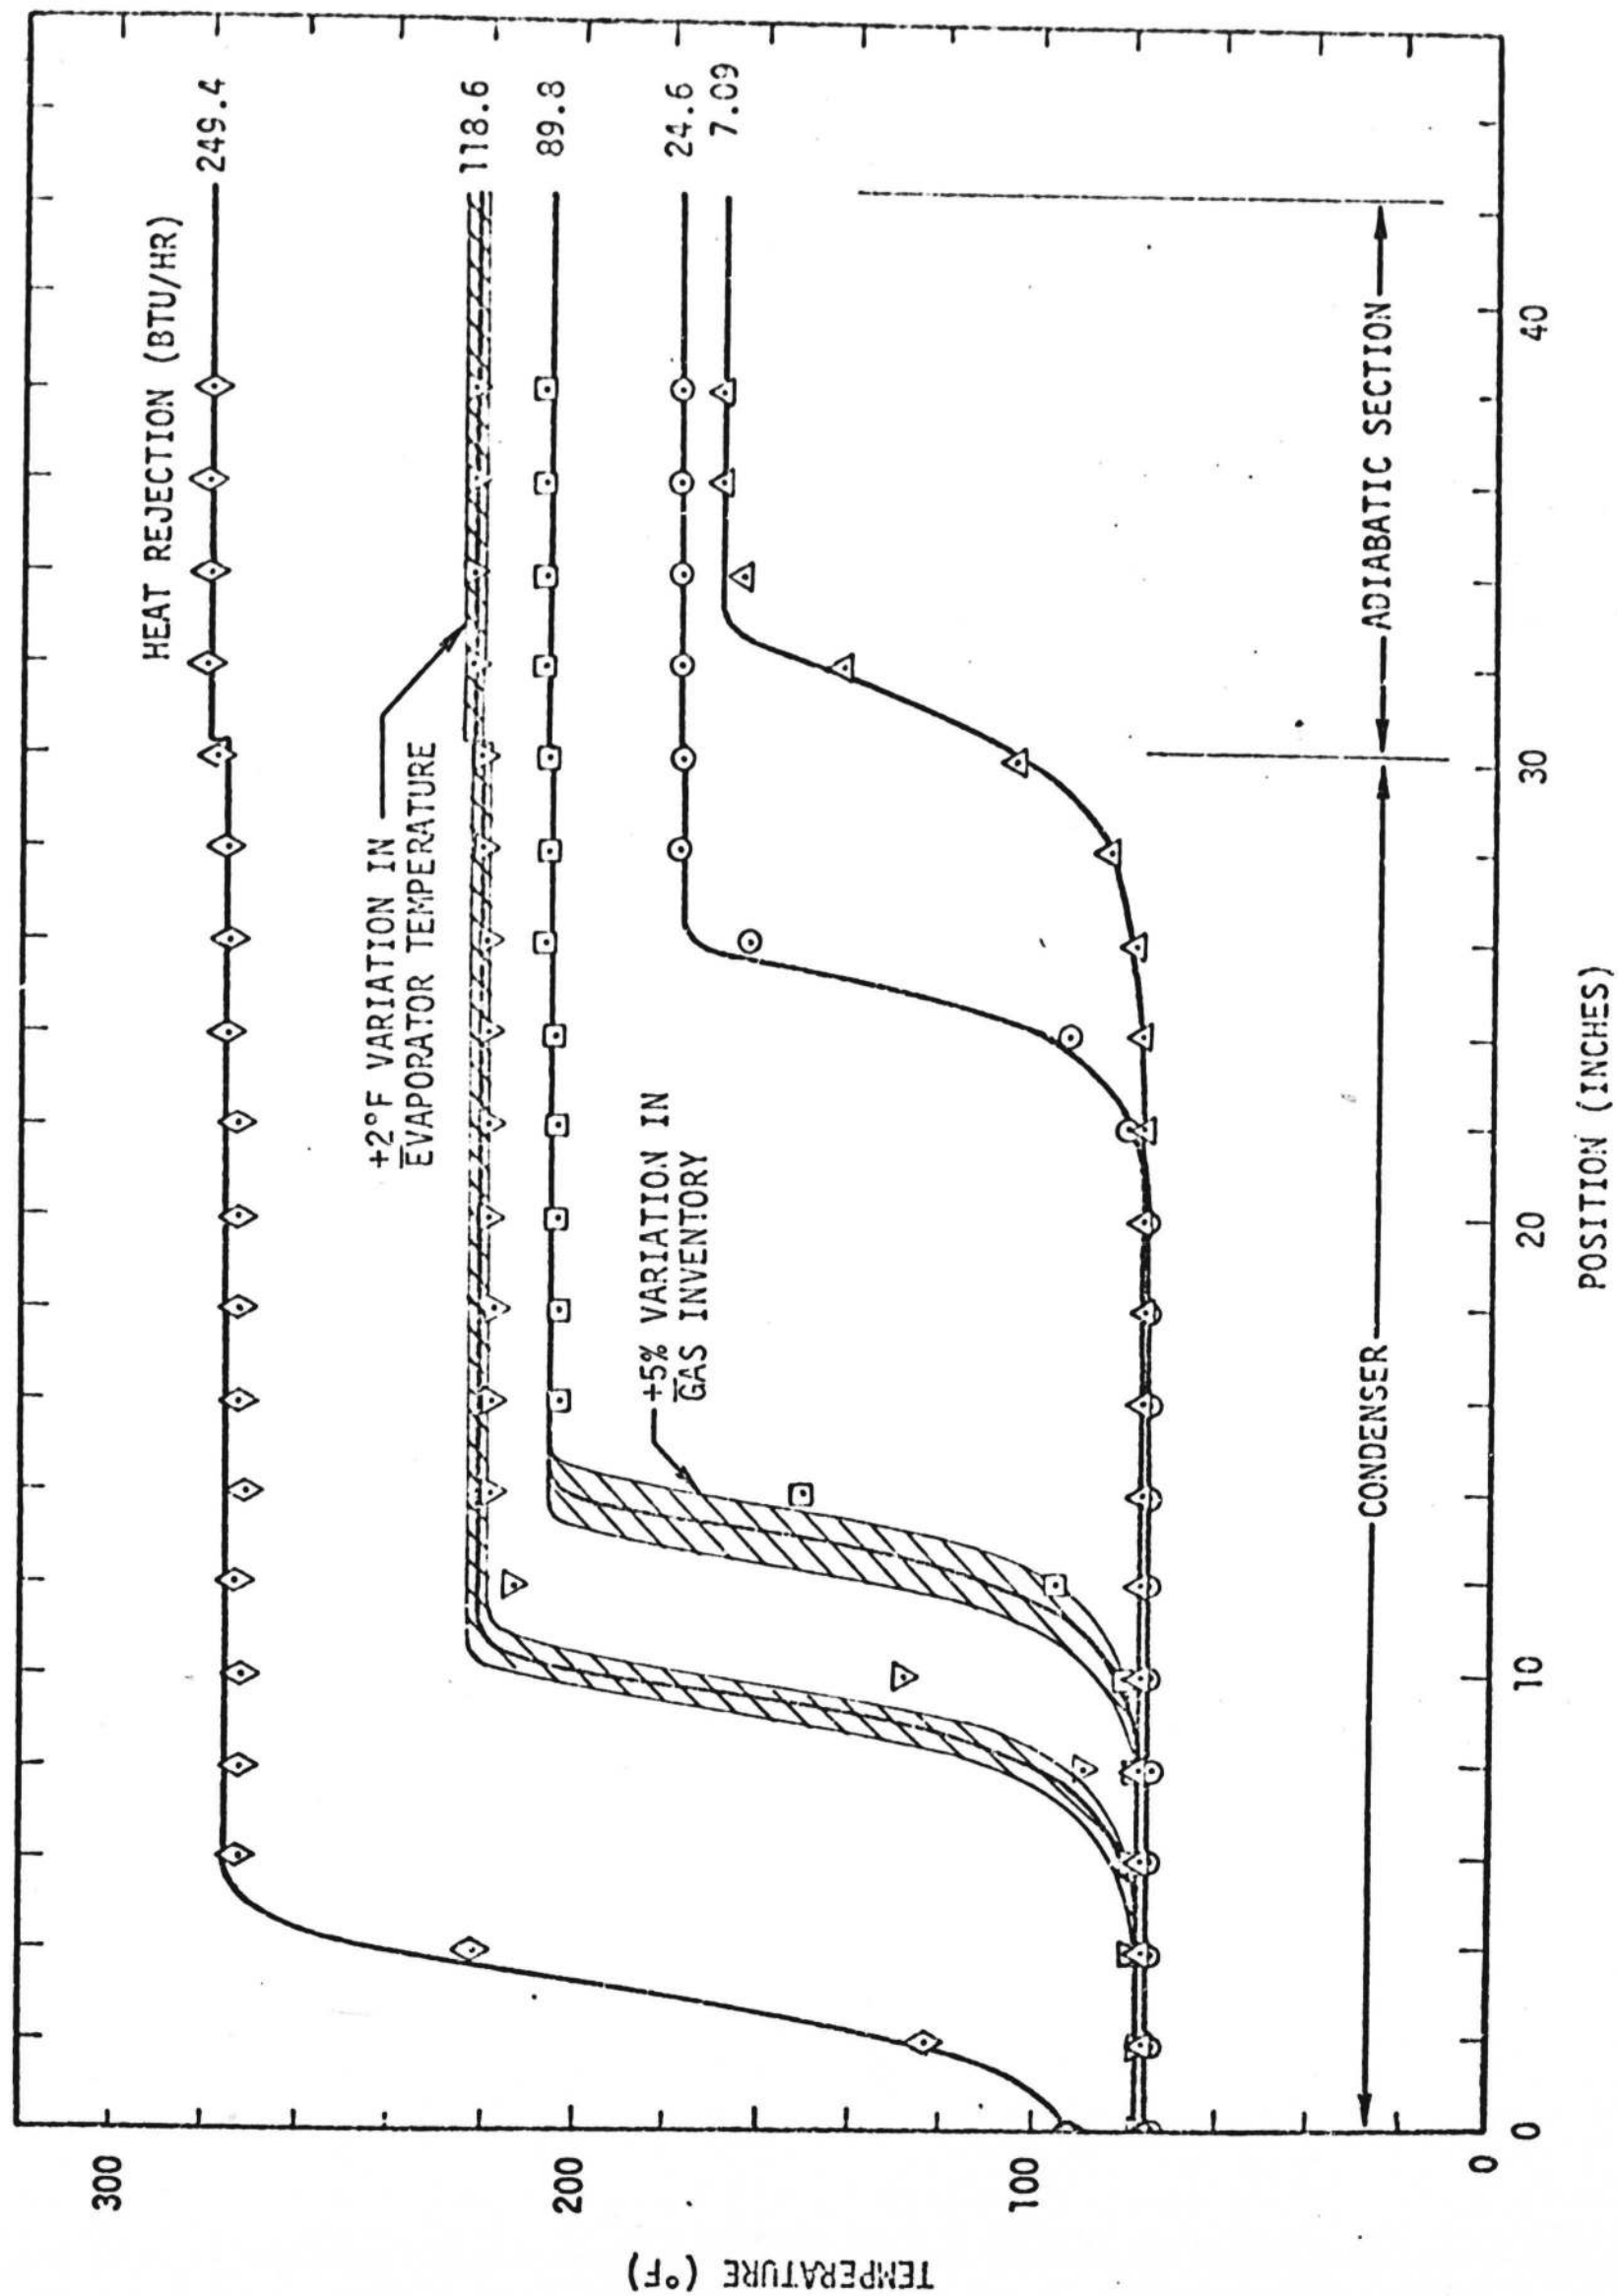 HEAT REJECTION (BTU/HR)
249.4
118.6
89.8
24.6
7.09
+2°F VARIATION IN
EVAPORATOR TEMPERATURE
+5% VARIATION IN
GAS INVENTORY
CONDENSER
ADIABATIC SECTION
300
200
100
0
TEMPERATURE (°F)
0
10
20
30
40
POSITION (INCHES)